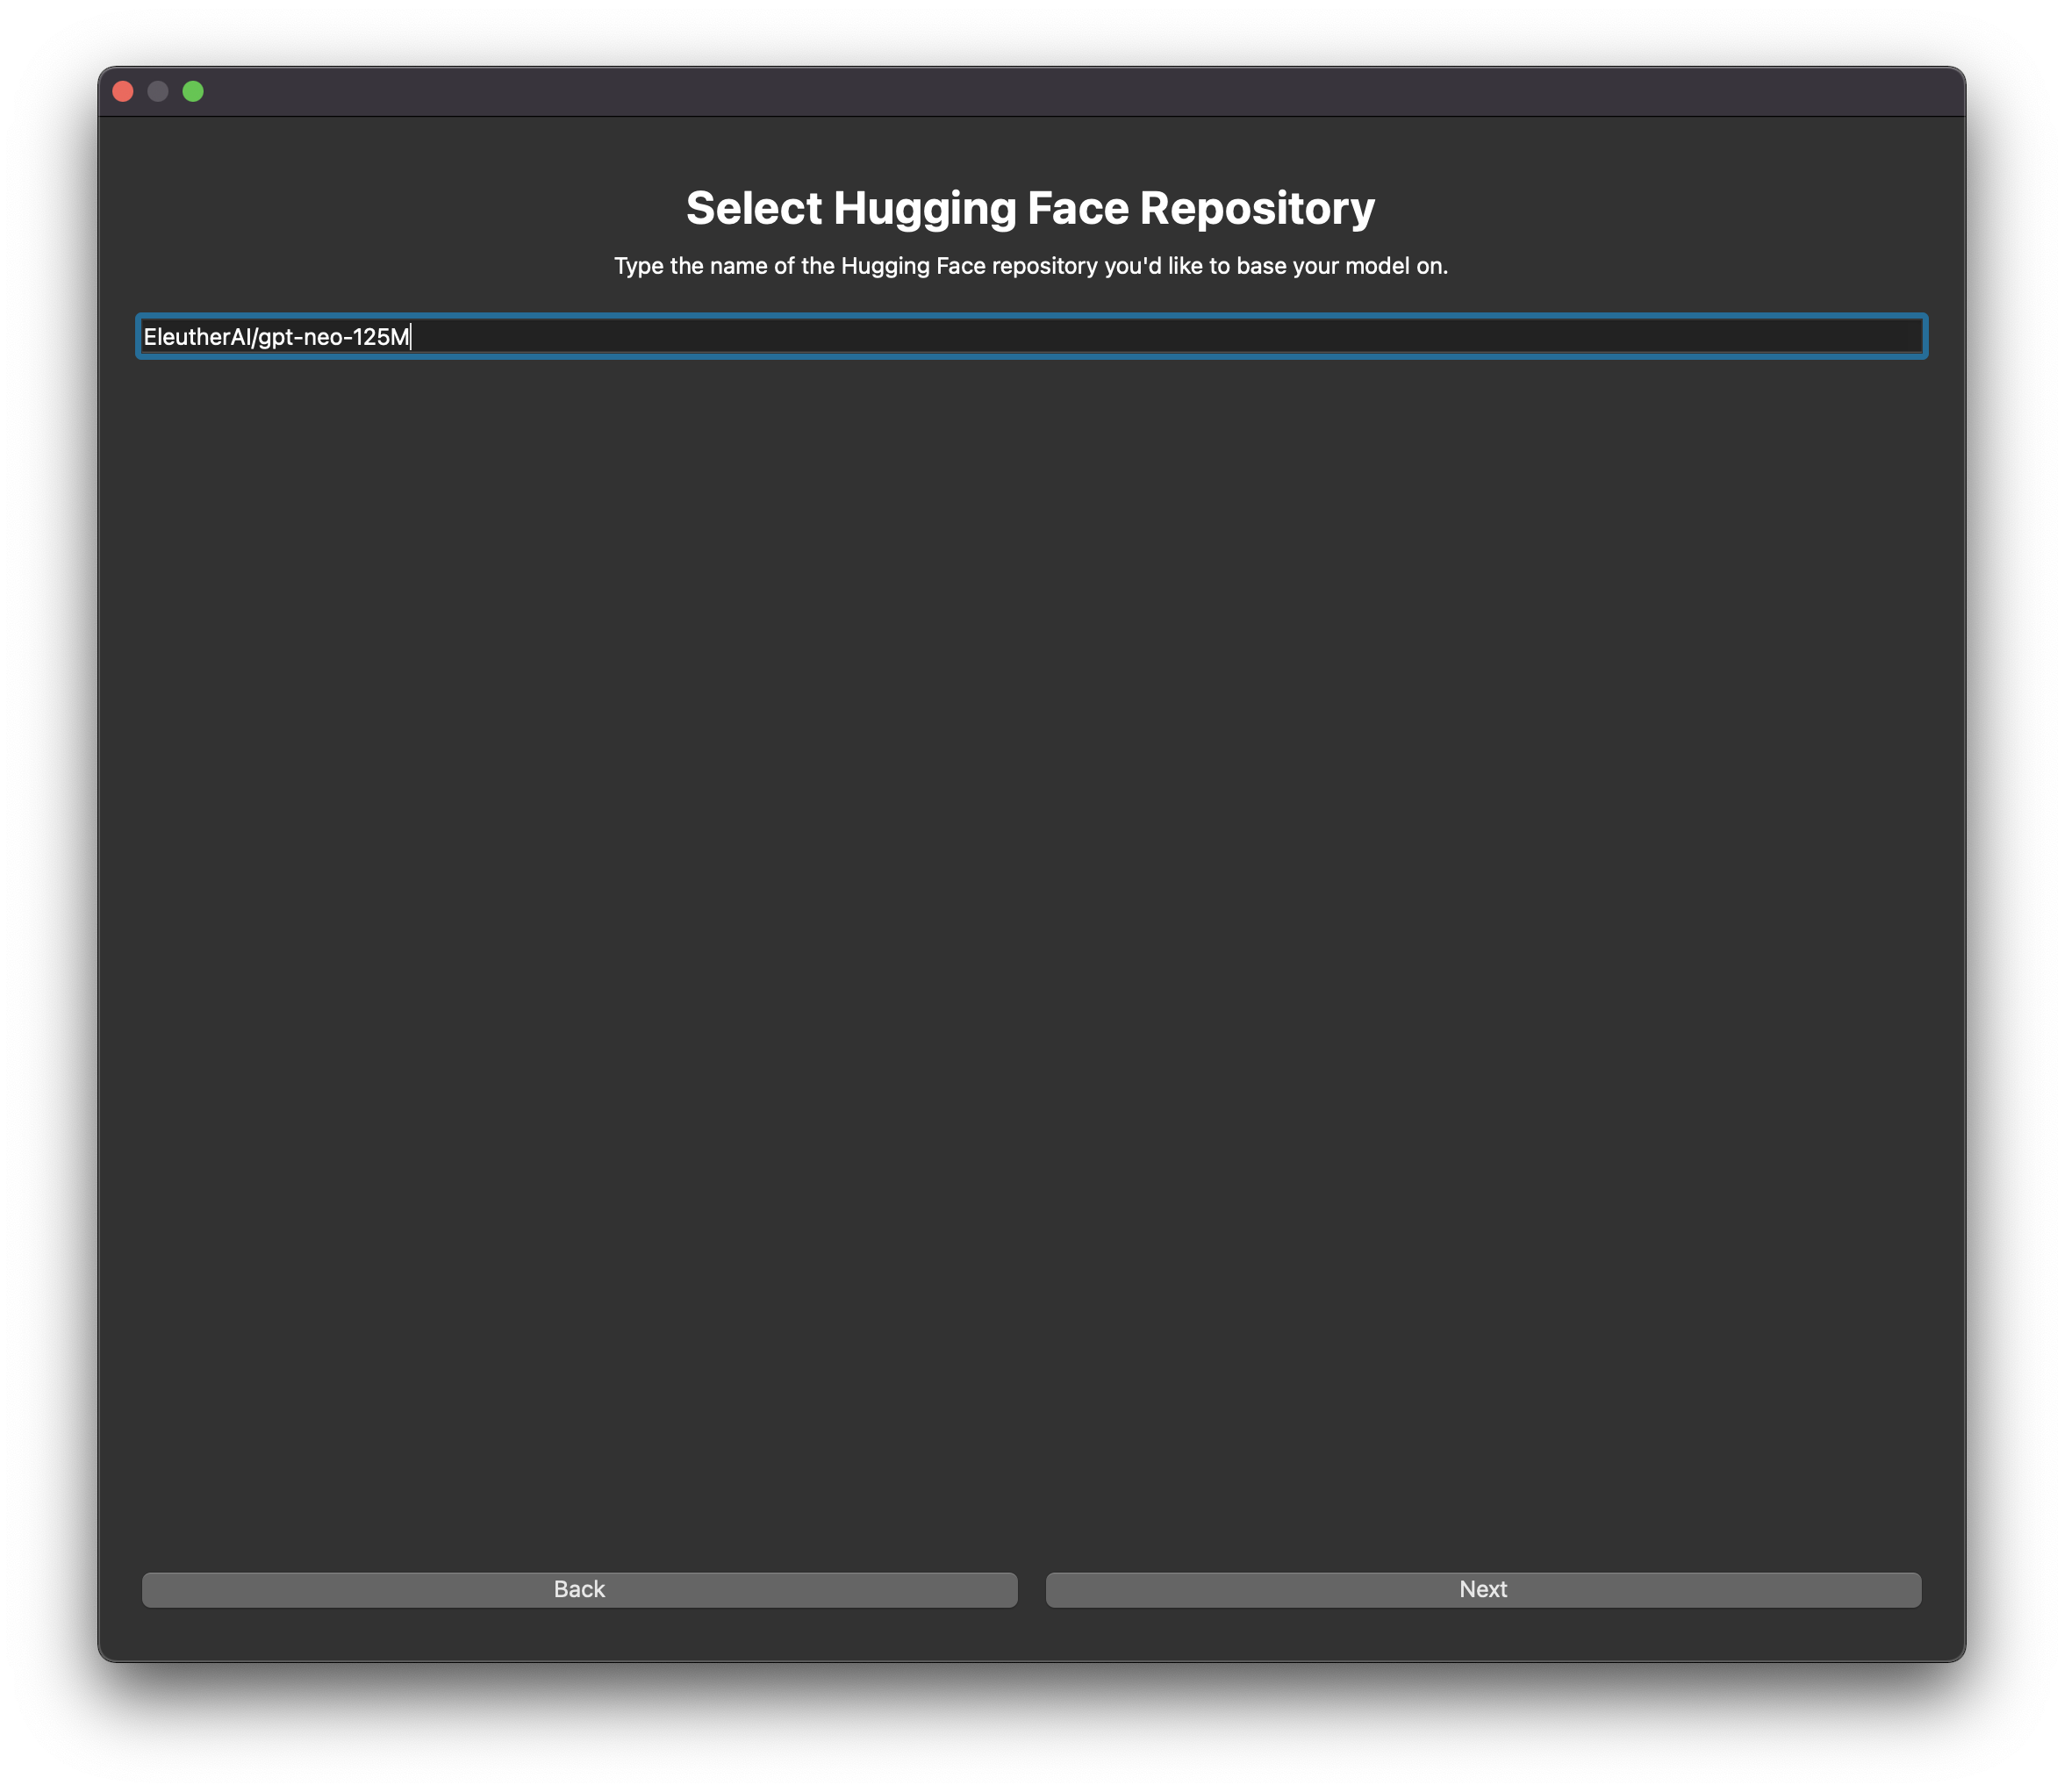 Select Hugging Face Repository
Type the name of the Hugging Face repository you'd like to base your model on.
EleutherAI/gpt-neo-125M
Back
Next